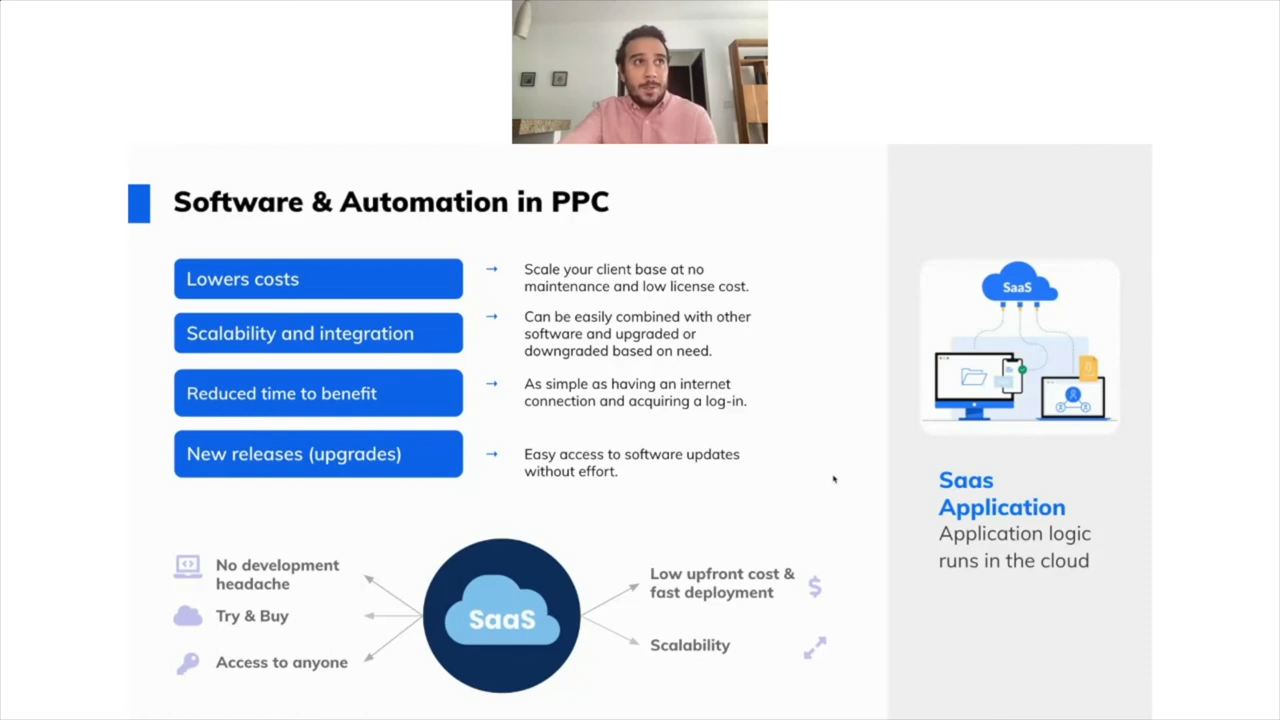 Software & Automation in PPC
Lowers costs
Scale your client base at no
maintenance and low license cost.
Scalability and integration
Can be easily combined with other
software and upgraded or
downgraded based on need.
Reduced time to benefit
As simple as having an internet
connection and acquiring a log-in.
New releases (upgrades)
Easy access to software updates
without effort.
No development
headache
Try & Buy
Access to anyone
SaaS
Low upfront cost &
fast deployment
$
Scalability
SaaS
Saas
Application
Application logic
runs in the cloud